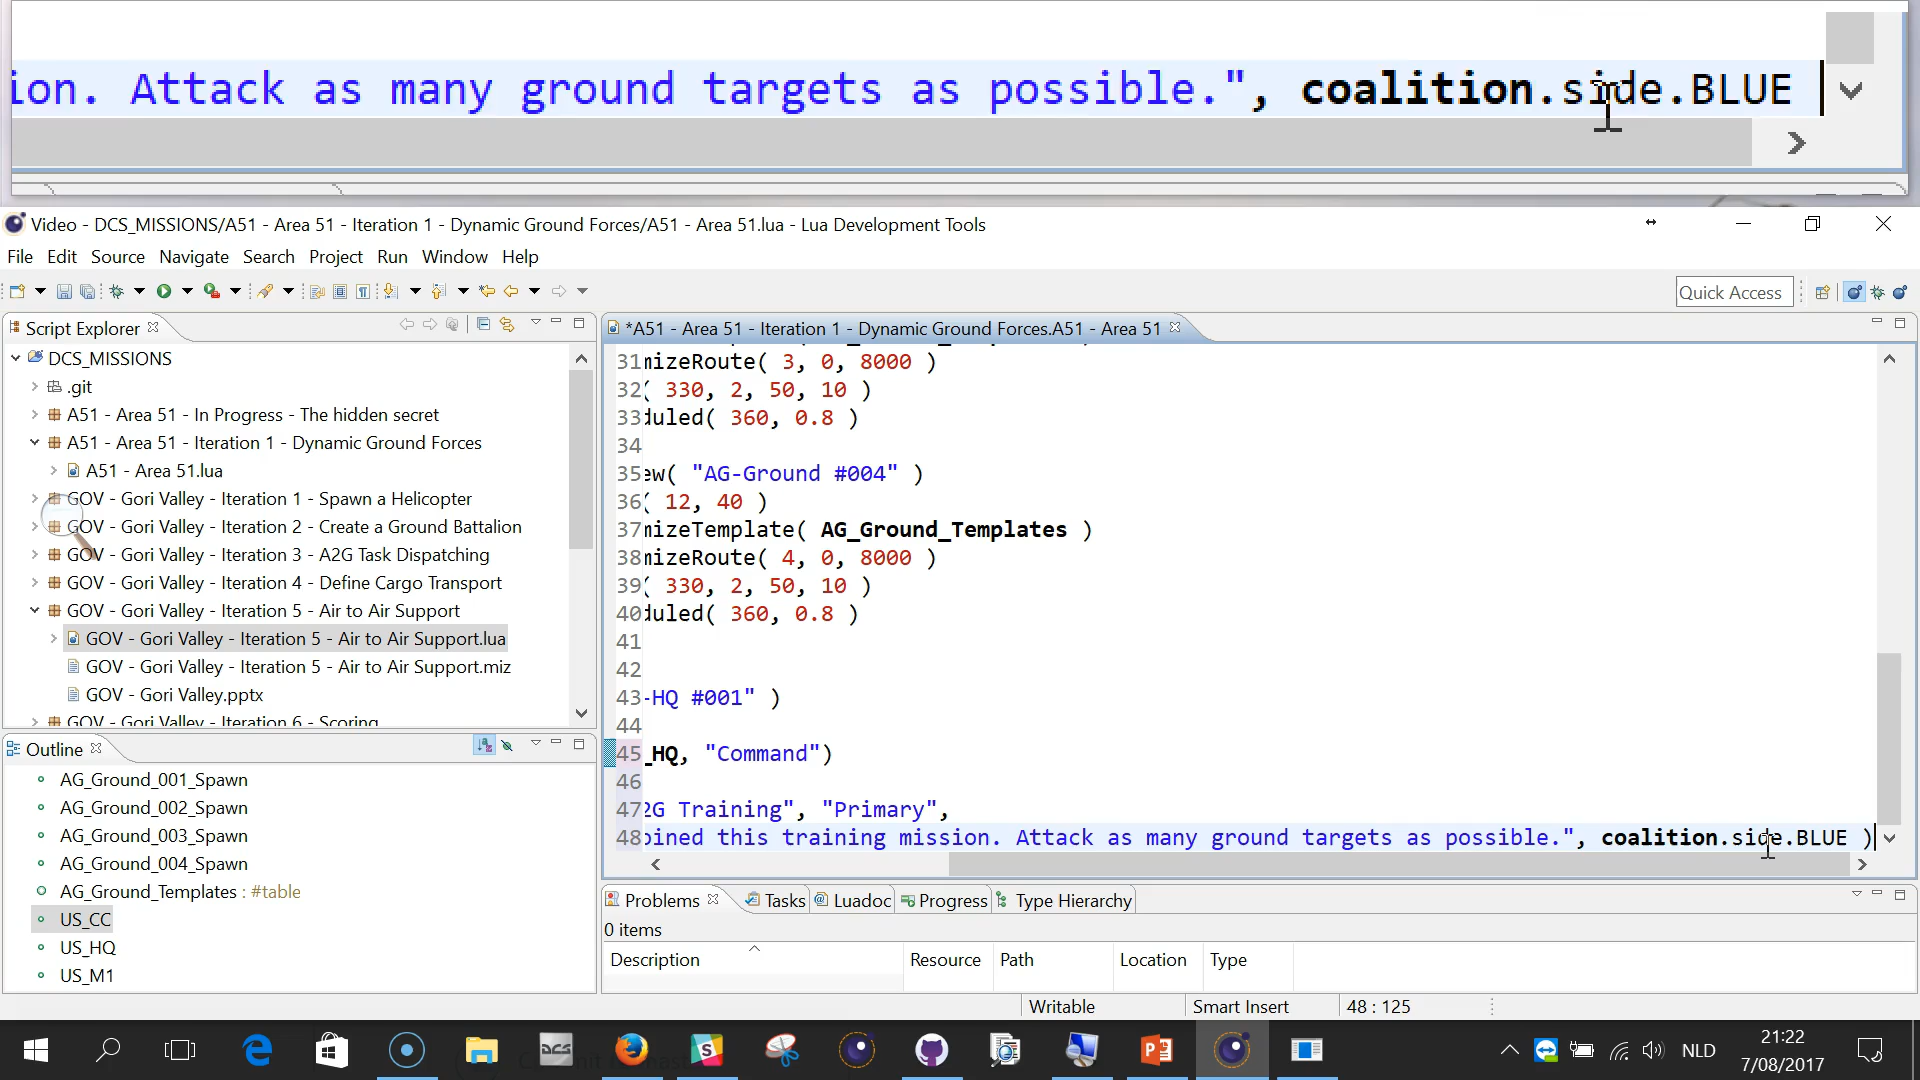 ion. Attack as many ground targets as possible.", coalition.side.BLUE
Video - DCS_MISSIONS/A51 - Area 51 - Iteration 1 - Dynamic Ground Forces/A51 - Area 51.lua - Lua Development Tools
File Edit Source Navigate Search Project Run Window Help
Quick Access
Script Explorer
DCS_MISSIONS
.git
A51 - Area 51 - In Progress - The hidden secret
A51 - Area 51 - Iteration 1 - Dynamic Ground Forces
A51 - Area 51.lua
GOV - Gori Valley - Iteration 1 - Spawn a Helicopter
GOV - Gori Valley - Iteration 2 - Create a Ground Battalion
GOV - Gori Valley - Iteration 3 - A2G Task Dispatching
GOV - Gori Valley - Iteration 4 - Define Cargo Transport
GOV - Gori Valley - Iteration 5 - Air to Air Support
GOV - Gori Valley - Iteration 5 - Air to Air Support.lua
GOV - Gori Valley - Iteration 5 - Air to Air Support.miz
GOV - Gori Valley.pptx
GOV - Gori Valley - Iteration 6 - Scoring
Outline
AG_Ground_001_Spawn
AG_Ground_002_Spawn
AG_Ground_003_Spawn
AG_Ground_004_Spawn
AG_Ground_Templates : #table
US_CC
US_HQ
US_M1
*A51 - Area 51 - Iteration 1 - Dynamic Ground Forces.A51 - Area 51
31 mizeRoute( 3, 0, 8000 )
32 ( 330, 2, 50, 10 )
33 duled( 360, 0.8 )
34
35 ew( "AG-Ground #004" )
36 ( 12, 40 )
37 mizeTemplate( AG_Ground_Templates )
38 mizeRoute( 4, 0, 8000 )
39 ( 330, 2, 50, 10 )
40 duled( 360, 0.8 )
41
42
43 -HQ #001" )
44
45 _HQ, "Command")
46
47 2G Training", "Primary",
48 oined this training mission. Attack as many ground targets as possible.", coalition.side.BLUE )
Problems Tasks Luadoc Progress Type Hierarchy
0 items
Description Resource Path Location Type
Writable Smart Insert 48 : 125
DCS
NLD
21:22
7/08/2017